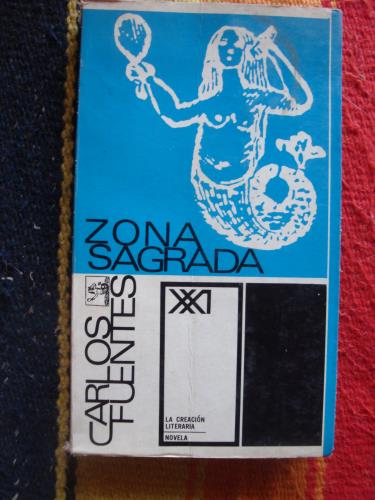 ZONA
SAGRADA
CARLOS
FUENTES
XXI
LA CREACIÓN
LITERARIA
NOVELA